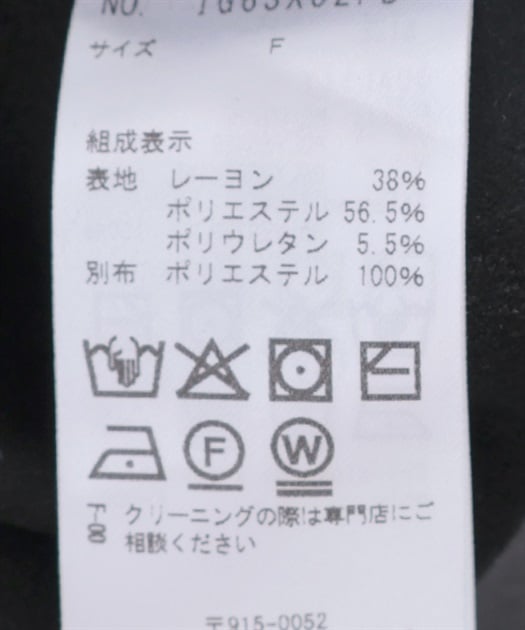 サイズ F
組成表示
表地 レーヨン 38%
ポリエステル 56.5%
ポリウレタン 5.5%
別布 ポリエステル 100%
F W
クリーニングの際は専門店にご
相談ください
〒915-0052